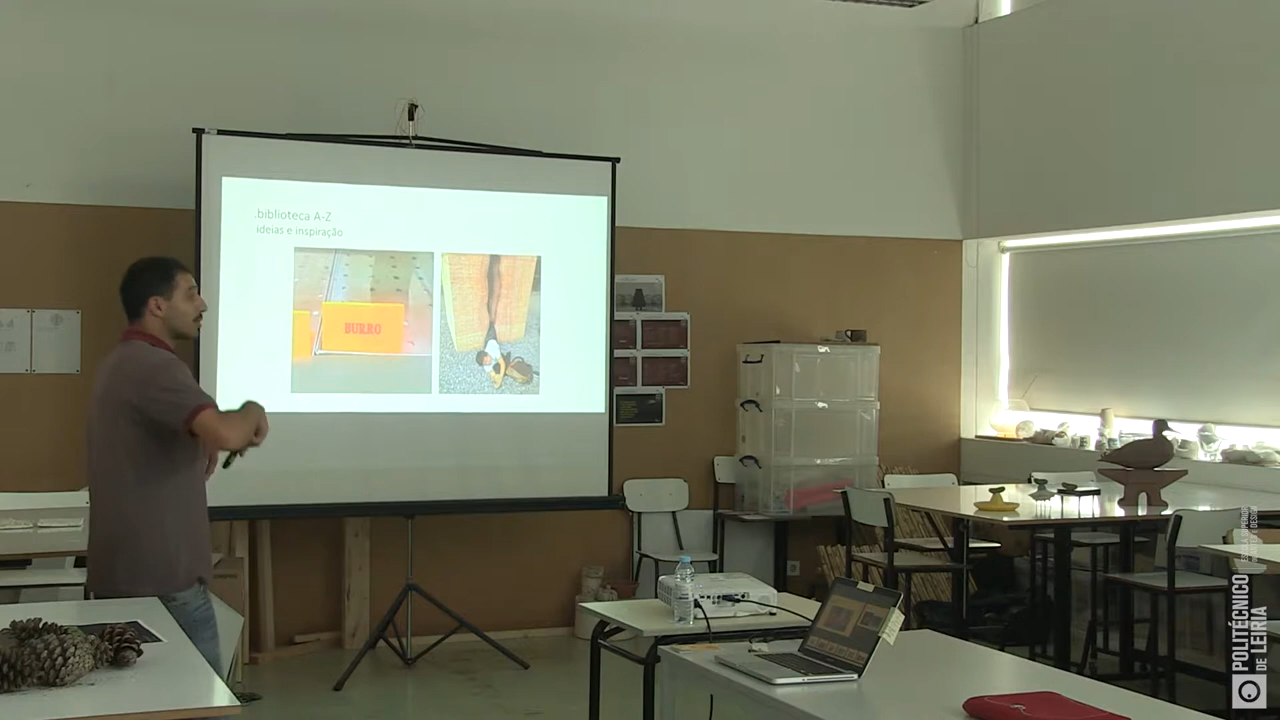 .biblioteca A-Z
ideias e inspiração
BURRO
POLITÉCNICO
DE LEIRIA